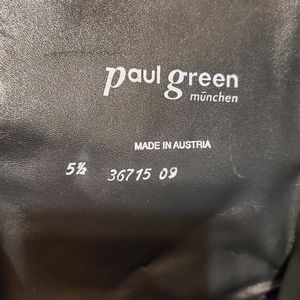 paul green
münchen
MADE IN AUSTRIA
5½ 36715 09